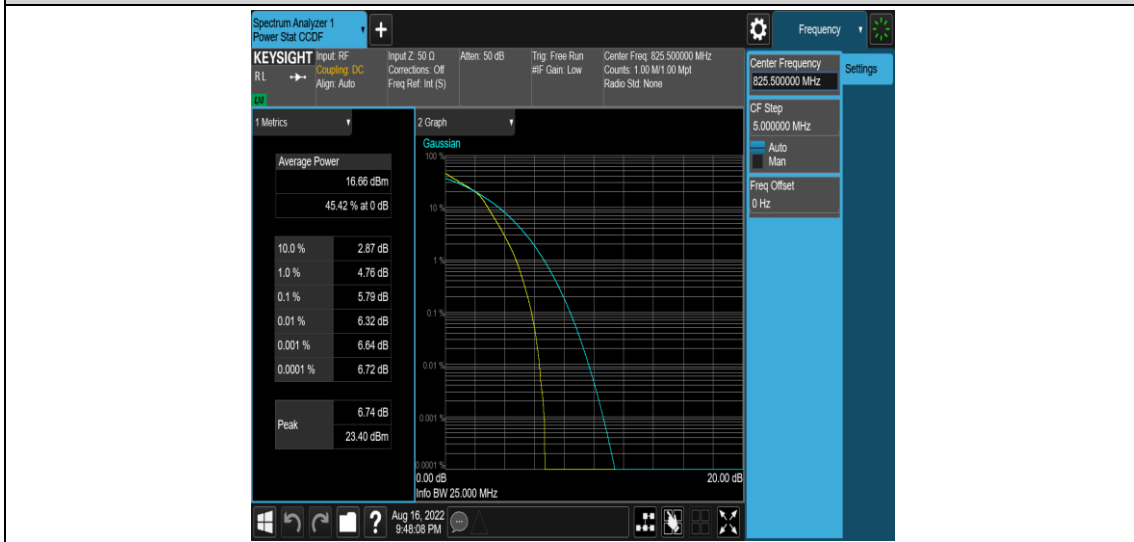 Spectrum Analyzer 1
Power Stat CCDF
+
Frequency
KEYSIGHT
Input: RF
Input Z: 50 Ω
Atten: 50 dB
Trig: Free Run
Center Freq: 825.500000 MHz
RL
Coupling: DC
Corrections: Off
#IF Gain: Low
Counts: 1.00 M/1.00 Mpt
Align: Auto
Freq Ref: Int (S)
Radio Std: None
Center Frequency
825.500000 MHz
Settings
CF Step
5.000000 MHz
Auto
Man
Freq Offset
0 Hz
1 Metrics
2 Graph
Gaussian
Average Power
16.66 dBm
45.42 % at 0 dB
10.0 % 2.87 dB
1.0 % 4.76 dB
0.1 % 5.79 dB
0.01 % 6.32 dB
0.001 % 6.64 dB
0.0001 % 6.72 dB
Peak
6.74 dB
23.40 dBm
100 %
10 %
1 %
0.1 %
0.01 %
0.001 %
0.0001 %
0.00 dB
20.00 dB
Info BW 25.000 MHz
?
Aug 16, 2022
9:48:08 PM